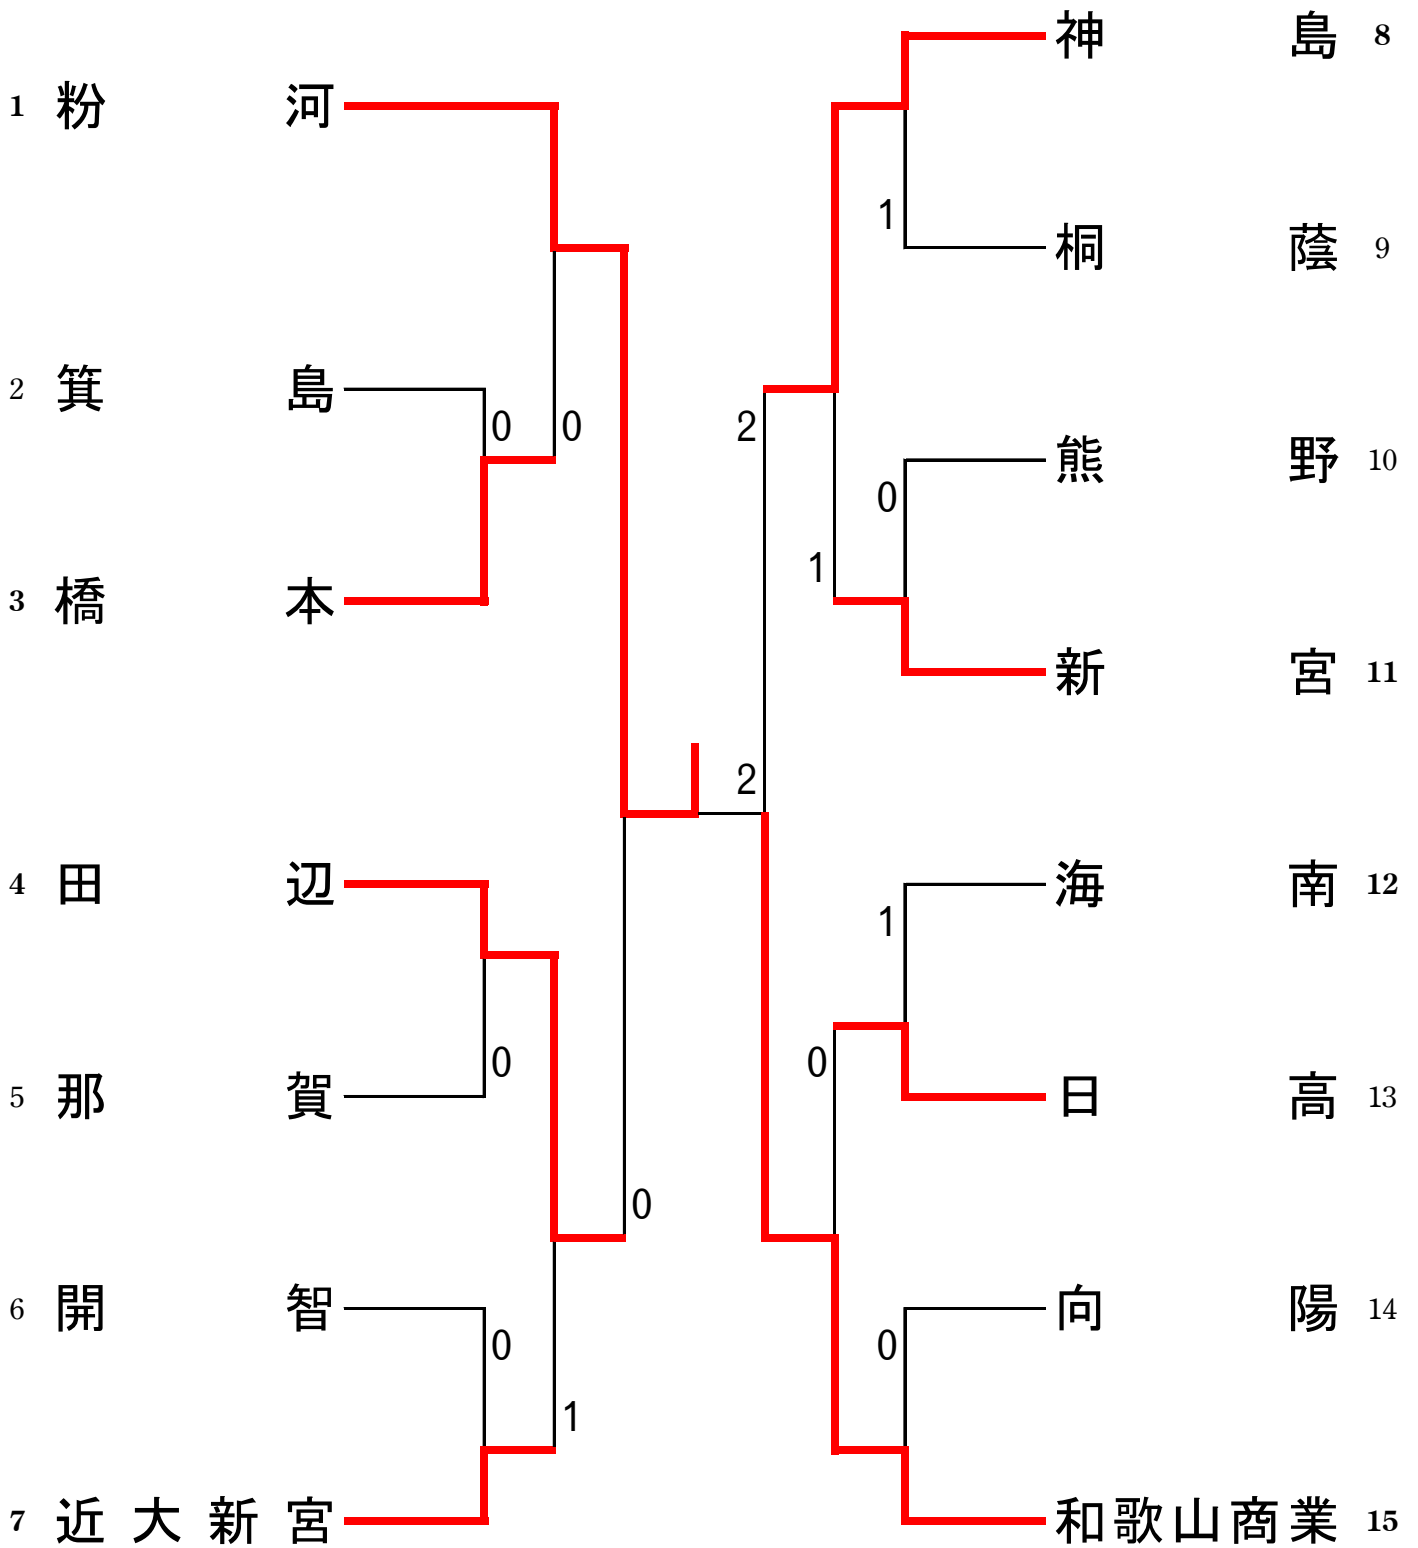 1 粉河
2 箕島
3 橋本
4 田辺
5 那賀
6 開智
7 近大新宮
0
0
0
0
1
0
2
2
1
0
1
1
0
0
神島 8
桐蔭 9
熊野 10
新宮 11
海南 12
日高 13
向陽 14
和歌山商業 15